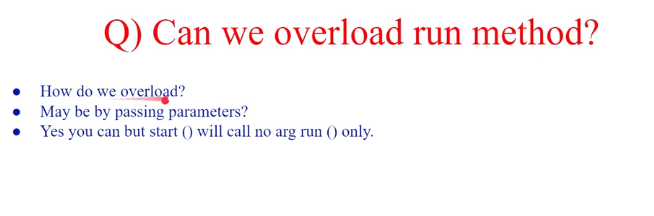 Q) Can we overload run method?
● How do we overload?
● May be by passing parameters?
● Yes you can but start () will call no arg run () only.